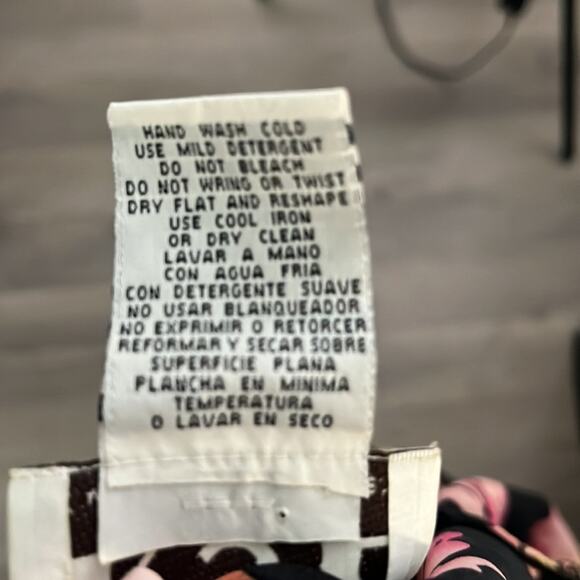 HAND WASH COLD
USE MILD DETERGENT
DO NOT BLEACH
DO NOT WRING OR TWIST
DRY FLAT AND RESHAPE
USE COOL IRON
OR DRY CLEAN
LAVAR A MANO
CON AGUA FRIA
CON DETERGENTE SUAVE
NO USAR BLANQUEADOR
NO EXPRIMIR O RETORCER
REFORMAR Y SECAR SOBRE
SUPERFICIE PLANA
PLANCHA EN MINIMA
TEMPERATURA
O LAVAR EN SECO